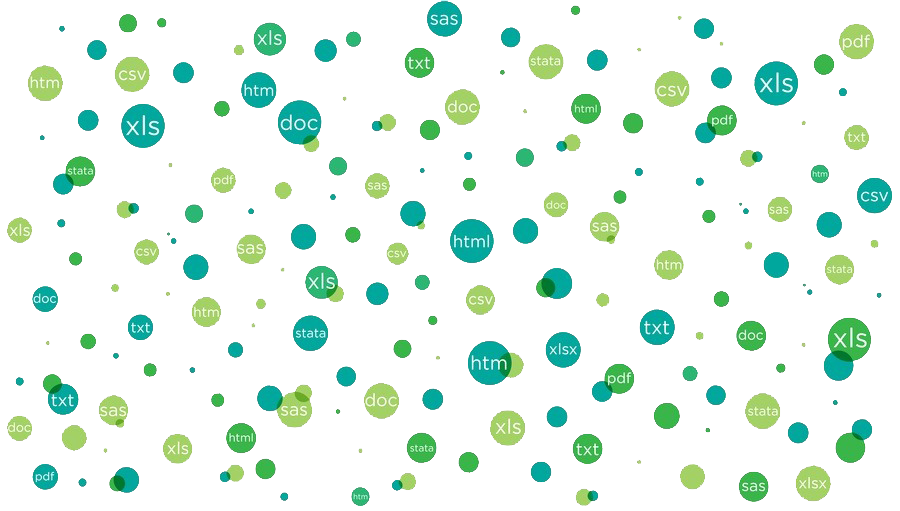 sas
xls
pdf
txt
stata
csv
htm
xls
htm
csv
doc
html
doc
xls
pdf
txt
stata
htm
pdf
sas
csv
doc
sas
sas
xls
html
sas
csv
csv
htm
stata
xls
doc
csv
htm
txt
stata
txt
doc
xls
xlsx
htm
pdf
txt
doc
sas
sas
stata
doc
xls
html
xls
stata
txt
pdf
xlsx
sas
htm